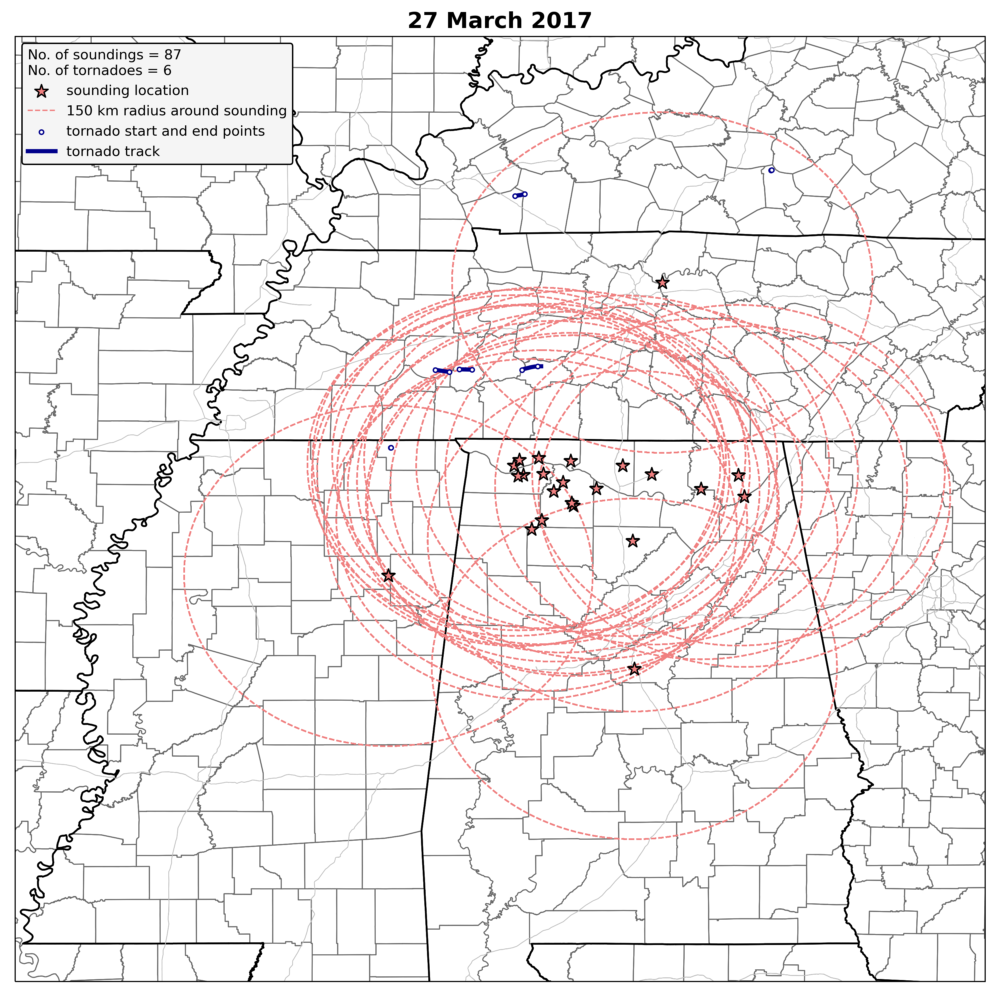 27 March 2017
No. of soundings = 87
No. of tornadoes = 6
sounding location
150 km radius around sounding
tornado start and end points
tornado track